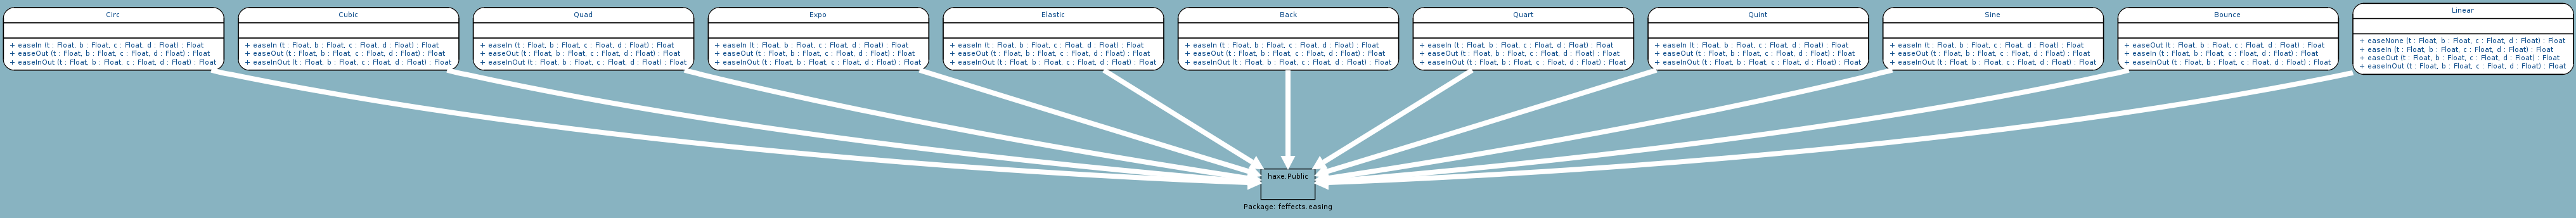 Circ
+ easeIn (t : Float, b : Float, c : Float, d : Float) : Float
+ easeOut (t : Float, b : Float, c : Float, d : Float) : Float
+ easeInOut (t : Float, b : Float, c : Float, d : Float) : Float
Cubic
+ easeIn (t : Float, b : Float, c : Float, d : Float) : Float
+ easeOut (t : Float, b : Float, c : Float, d : Float) : Float
+ easeInOut (t : Float, b : Float, c : Float, d : Float) : Float
Quad
+ easeIn (t : Float, b : Float, c : Float, d : Float) : Float
+ easeOut (t : Float, b : Float, c : Float, d : Float) : Float
+ easeInOut (t : Float, b : Float, c : Float, d : Float) : Float
Expo
+ easeIn (t : Float, b : Float, c : Float, d : Float) : Float
+ easeOut (t : Float, b : Float, c : Float, d : Float) : Float
+ easeInOut (t : Float, b : Float, c : Float, d : Float) : Float
Elastic
+ easeIn (t : Float, b : Float, c : Float, d : Float) : Float
+ easeOut (t : Float, b : Float, c : Float, d : Float) : Float
+ easeInOut (t : Float, b : Float, c : Float, d : Float) : Float
Back
+ easeIn (t : Float, b : Float, c : Float, d : Float) : Float
+ easeOut (t : Float, b : Float, c : Float, d : Float) : Float
+ easeInOut (t : Float, b : Float, c : Float, d : Float) : Float
Quart
+ easeIn (t : Float, b : Float, c : Float, d : Float) : Float
+ easeOut (t : Float, b : Float, c : Float, d : Float) : Float
+ easeInOut (t : Float, b : Float, c : Float, d : Float) : Float
Quint
+ easeIn (t : Float, b : Float, c : Float, d : Float) : Float
+ easeOut (t : Float, b : Float, c : Float, d : Float) : Float
+ easeInOut (t : Float, b : Float, c : Float, d : Float) : Float
Sine
+ easeIn (t : Float, b : Float, c : Float, d : Float) : Float
+ easeOut (t : Float, b : Float, c : Float, d : Float) : Float
+ easeInOut (t : Float, b : Float, c : Float, d : Float) : Float
Bounce
+ easeOut (t : Float, b : Float, c : Float, d : Float) : Float
+ easeIn (t : Float, b : Float, c : Float, d : Float) : Float
+ easeInOut (t : Float, b : Float, c : Float, d : Float) : Float
Linear
+ easeNone (t : Float, b : Float, c : Float, d : Float) : Float
+ easeIn (t : Float, b : Float, c : Float, d : Float) : Float
+ easeOut (t : Float, b : Float, c : Float, d : Float) : Float
+ easeInOut (t : Float, b : Float, c : Float, d : Float) : Float
haxe.Public
Package: feffects.easing